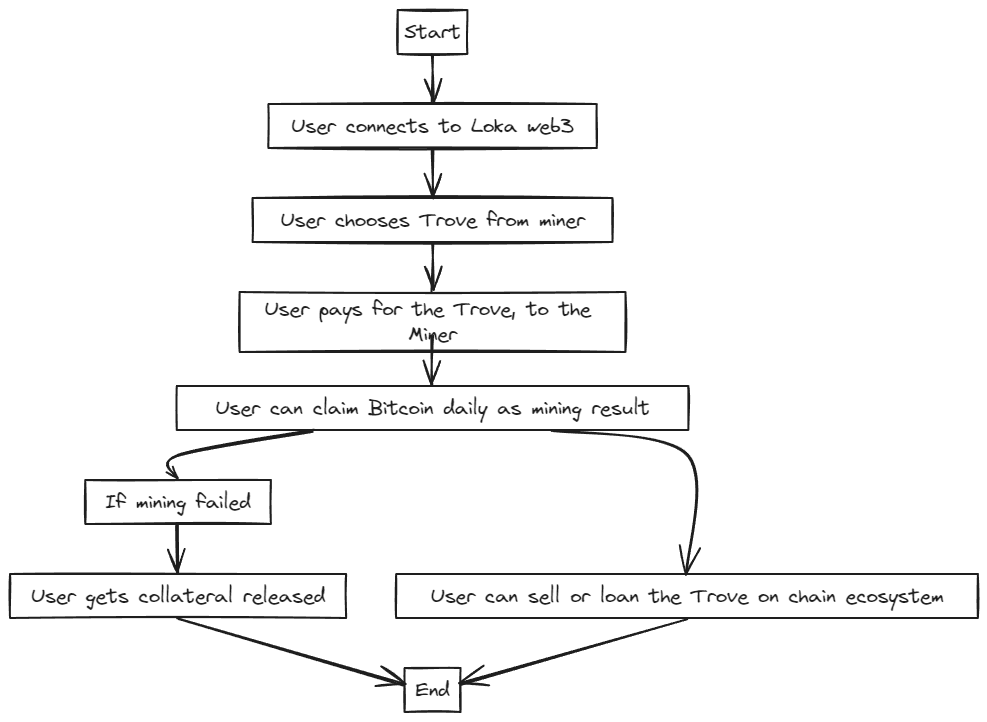 Start
User connects to Loka web3
User chooses Trove from miner
User pays for the Trove, to the
Miner
User can claim Bitcoin daily as mining result
If mining failed
User gets collateral released
User can sell or loan the Trove on chain ecosystem
End